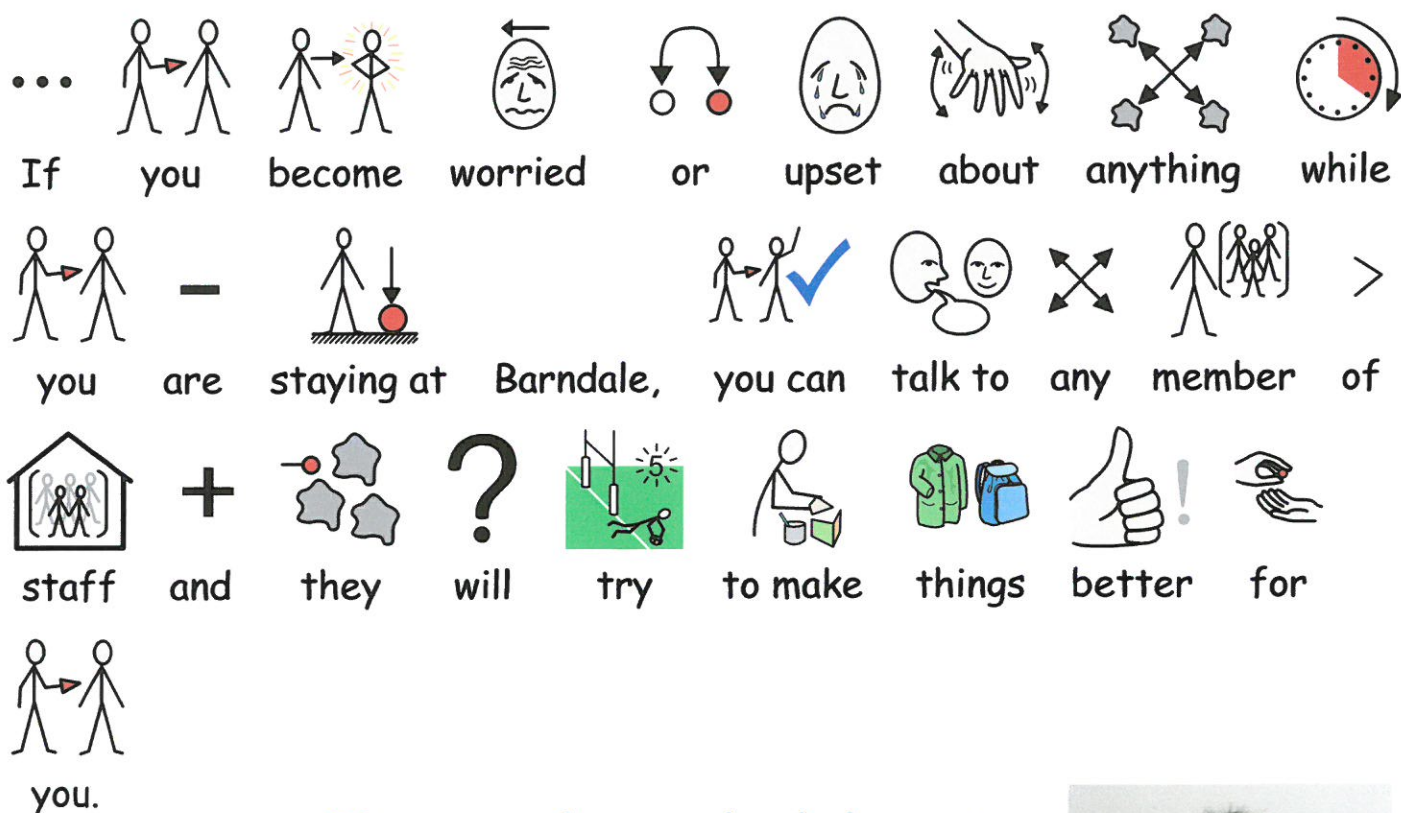 If you become worried or upset about anything while
you are staying at Barndale, you can talk to any member of
5
staff and they will try to make things better for
you.